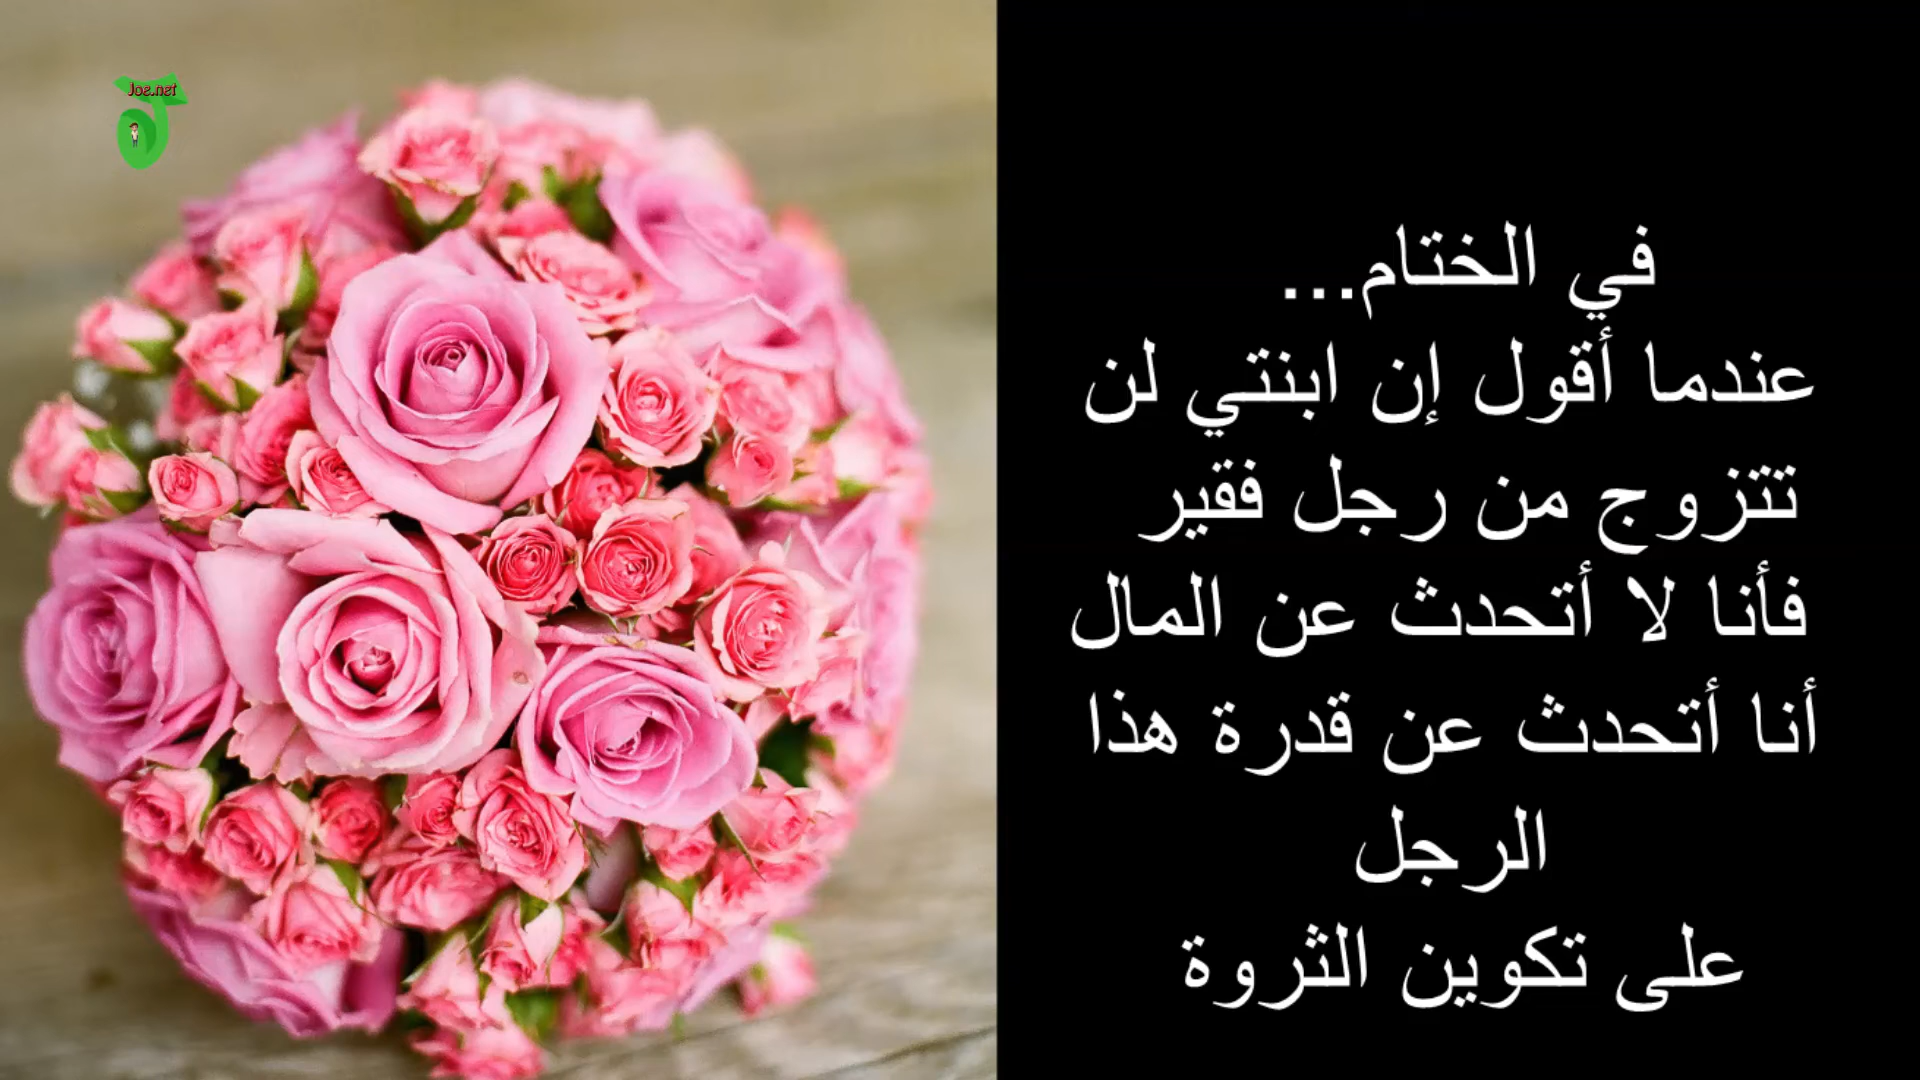 Joe.net
في الختام...
عندما أقول إن ابنتي لن
تتزوج من رجل فقير
فأنا لا أتحدث عن المال
أنا أتحدث عن قدرة هذا
الرجل
على تكوين الثروة